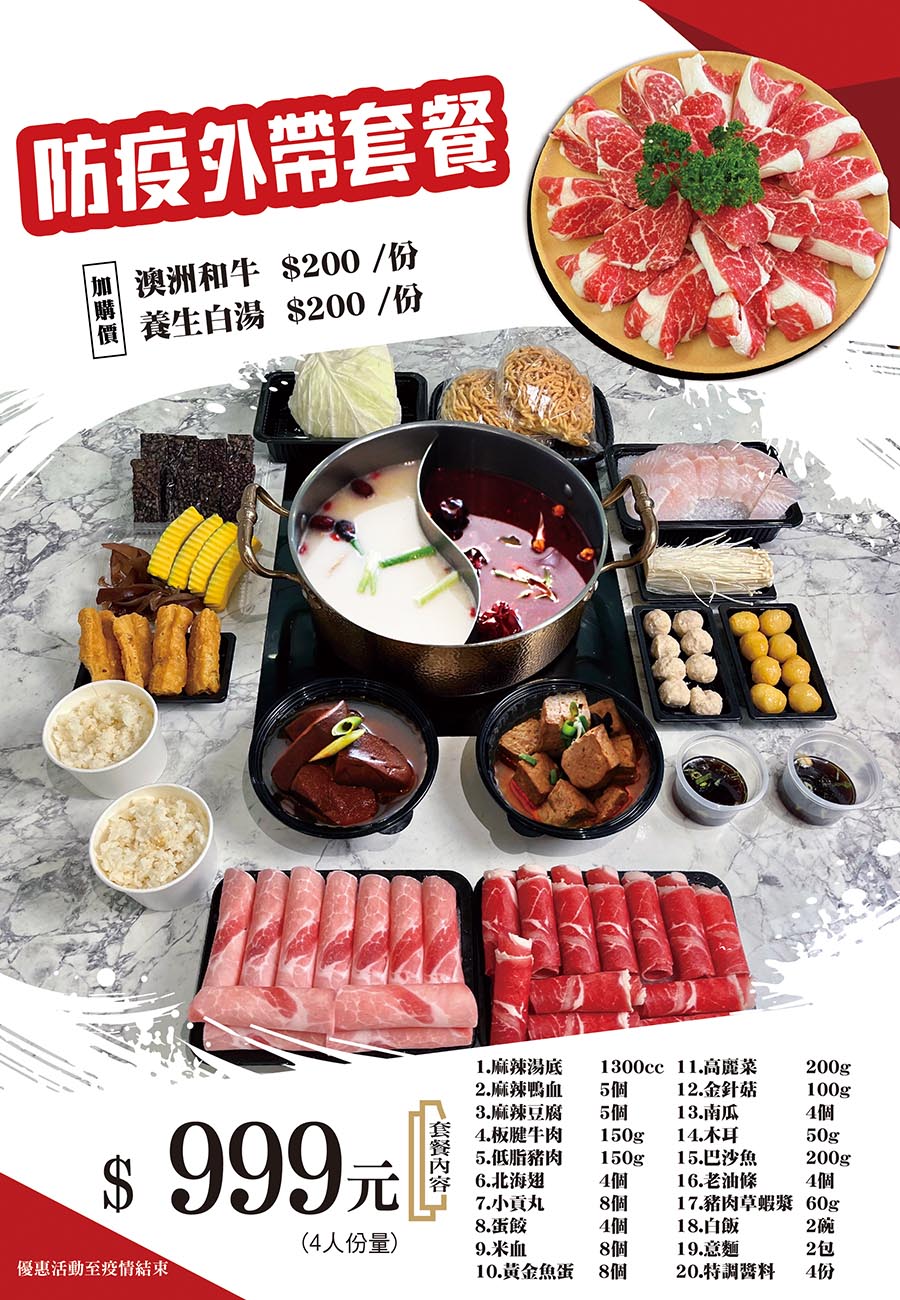 防疫外帶套餐
加購價
澳洲和牛 $200 /份
養生白湯 $200 /份
1.麻辣湯底 1300cc
2.麻辣鴨血 5個
3.麻辣豆腐 5個
4.板腱牛肉 150g
5.低脂豬肉 150g
6.北海翅 4個
7.小貢丸 8個
8.蛋餃 4個
9.米血 8個
10.黃金魚蛋 8個
11.高麗菜 200g
12.金針菇 100g
13.南瓜 4個
14.木耳 50g
15.巴沙魚 200g
16.老油條 4個
17.豬肉草蝦漿 60g
18.白飯 2碗
19.意麵 2包
20.特調醬料 4份
套餐內容
$ 999元
(4人份量)
優惠活動至疫情結束